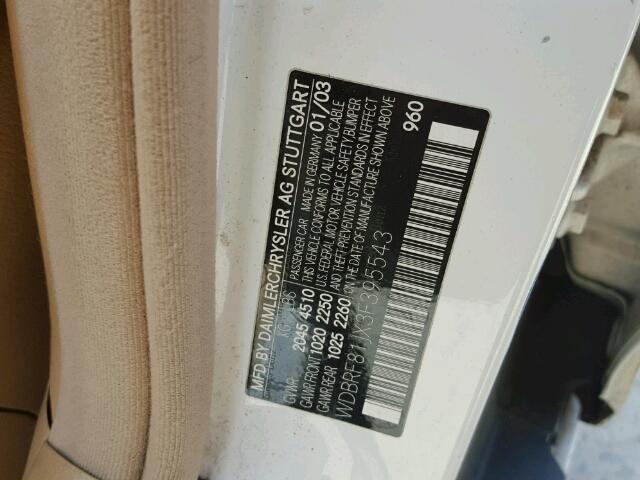 MFD BY DAIMLERCHRYSLER AG STUTTGART
PASSENGER CAR MADE IN GERMANY 01/03
GVWR 2045 4510 THIS VEHICLE CONFORMS TO ALL APPLICABLE
GAWR FRONT 1020 2250 U.S. FEDERAL MOTOR VEHICLE SAFETY BUMPER
GAWR REAR 1025 2260 THEFT PREVENTION STANDARDS IN EFFECT
ON THE DATE OF MANUFACTURE SHOWN ABOVE
960